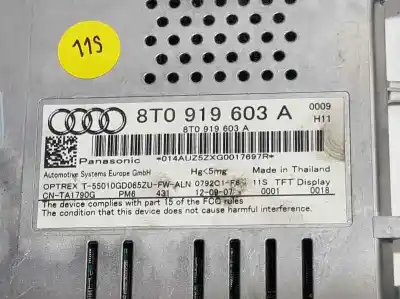 11S
8T0 919 603 A
0009
H11
8T0 919 603 A
Panasonic
*014AUZ5ZXG0017697R*
Automotive Systems Europe GmbH
Hg<5mg
Made in Thailand
OPTREX T-55010GD065ZU-FW-ALN 0792C1-F6
11S TFT Display
CN-TA1790G
PM6
431
12-09-07
0001
0018
The device complies with part 15 of the FCC rules
The condition that this device does not cause harmful interference.